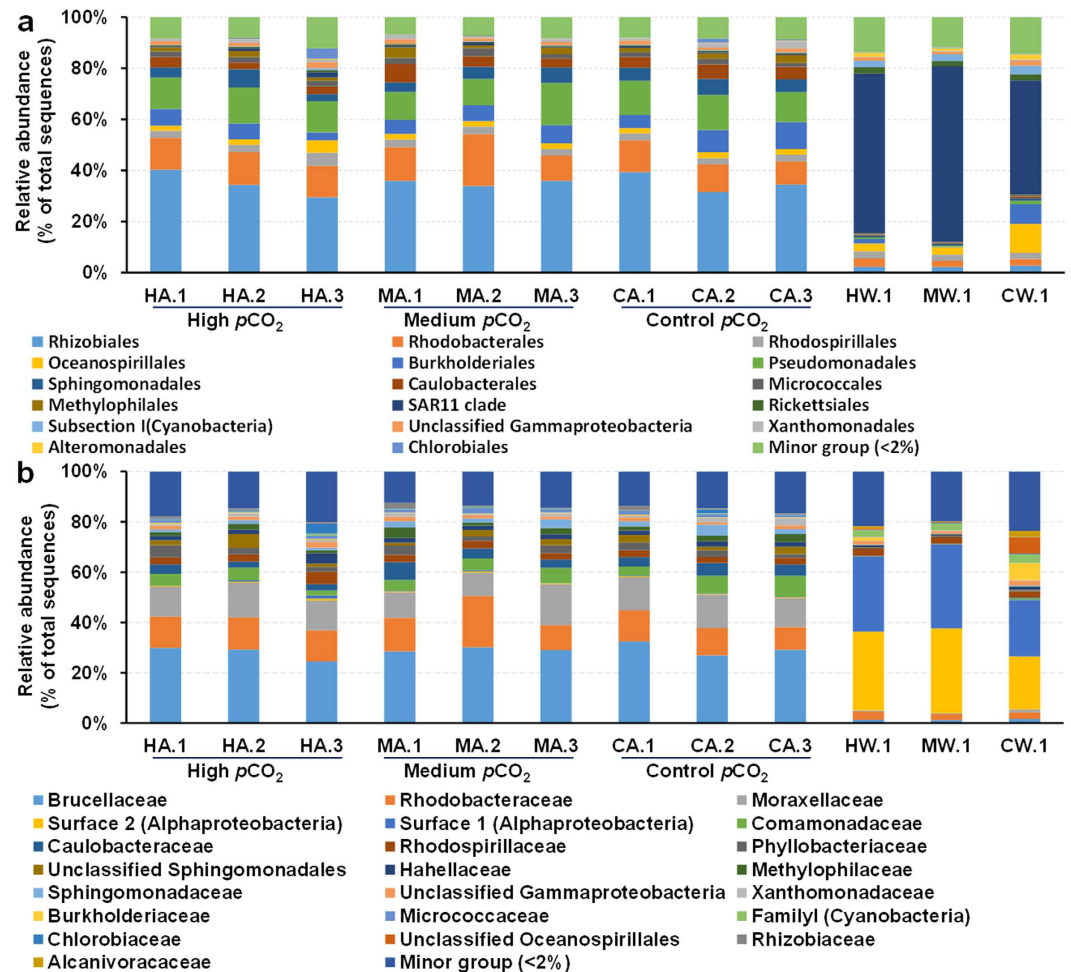 a
Relative abundance
(% of total sequences)
100%
80%
60%
40%
20%
0%
HA.1 HA.2 HA.3 MA.1 MA.2 MA.3 CA.1 CA.2 CA.3 HW.1 MW.1 CW.1
High pCO2 Medium pCO2 Control pCO2
Rhizobiales Rhodobacterales Rhodospirillales
Oceanospirillales Burkholderiales Pseudomonadales
Sphingomonadales Caulobacterales Micrococcales
Methylophilales SAR11 clade Rickettsiales
Subsection I(Cyanobacteria) Unclassified Gammaproteobacteria Xanthomonadales
Alteromonadales Chlorobiales Minor group (<2%)
b
Relative abundance
(% of total sequences)
100%
80%
60%
40%
20%
0%
HA.1 HA.2 HA.3 MA.1 MA.2 MA.3 CA.1 CA.2 CA.3 HW.1 MW.1 CW.1
High pCO2 Medium pCO2 Control pCO2
Brucellaceae Rhodobacteraceae Moraxellaceae
Surface 2 (Alphaproteobacteria) Surface 1 (Alphaproteobacteria) Comamonadaceae
Caulobacteraceae Rhodospirillaceae Phyllobacteriaceae
Unclassified Sphingomonadales Hahellaceae Methylophilaceae
Sphingomonadaceae Unclassified Gammaproteobacteria Xanthomonadaceae
Burkholderiaceae Micrococcaceae FamilyI (Cyanobacteria)
Chlorobiaceae Unclassified Oceanospirillales Rhizobiaceae
Alcanivoracaceae Minor group (<2%)